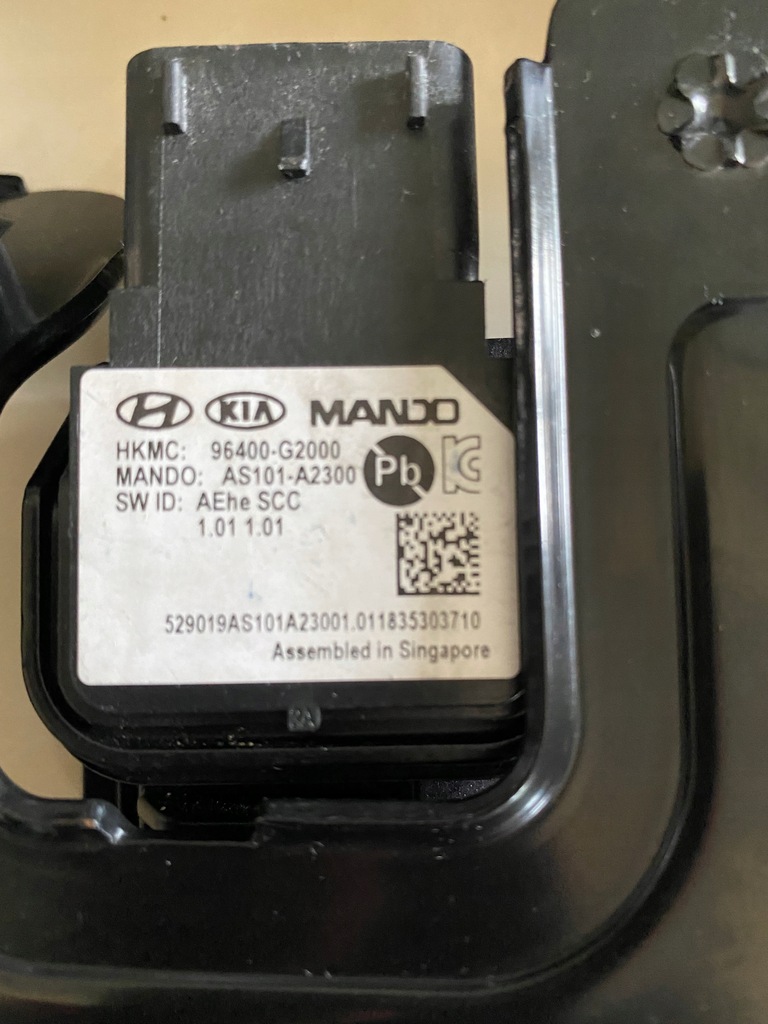 KIA MANDO
HKMC: 96400-G2000
MANDO: AS101-A2300
Pb
SW ID: AEhe SCC
1.01 1.01
529019AS101A23001.011835303710
Assembled in Singapore